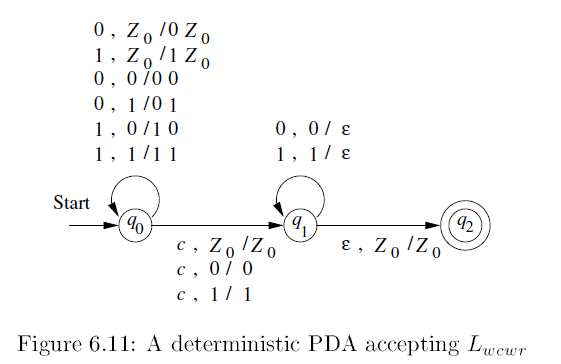 0 , Z0 /0 Z0
1 , Z0 /1 Z0
0 , 0 /0 0
0 , 1 /0 1
1 , 0/1 0
1 , 1/1 1
0 , 0 / ε
1 , 1 / ε
Start
q0
q1
q2
c , Z0 /Z0
c , 0 / 0
c , 1 / 1
ε , Z0 /Z0
Figure 6.11: A deterministic PDA accepting Lwcwr